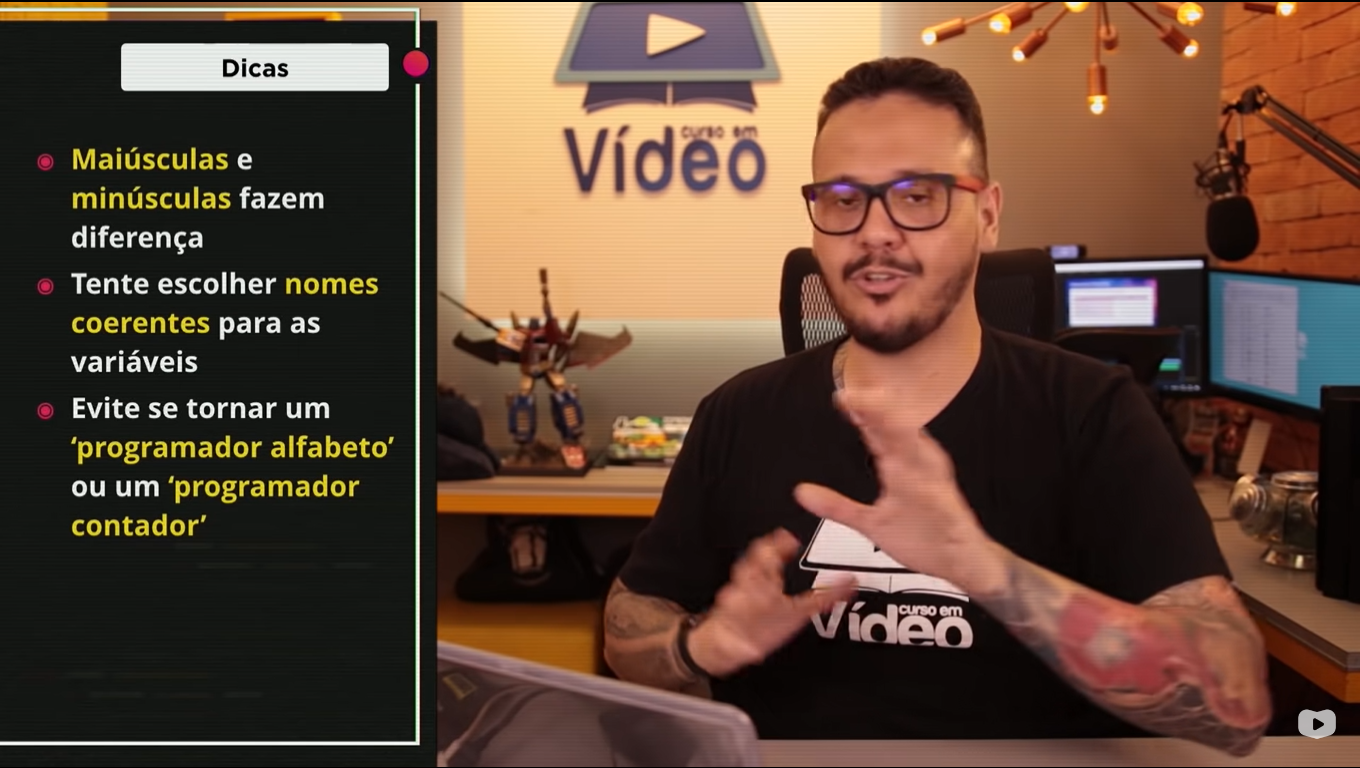 Dicas
Maiúsculas e
minúsculas fazem
diferença
Tente escolher nomes
coerentes para as
variáveis
Evite se tornar um
‘programador alfabeto’
ou um ‘programador
contador’
curso em
Vídeo
curso em
Vídeo